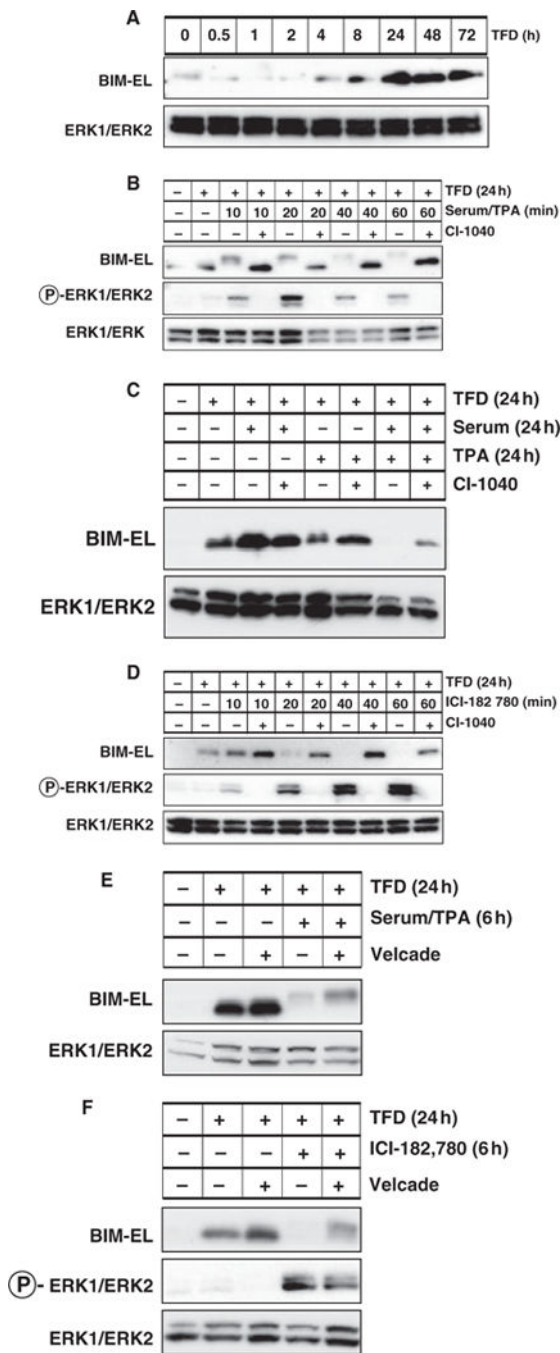 A
0 0.5 1 2 4 8 24 48 72 TFD (h)
BIM-EL
ERK1/ERK2
B
– + + + + + + + + + TFD (24 h)
– – 10 10 20 20 40 40 60 60 Serum/TPA (min)
– – – + – + – + – + CI-1040
BIM-EL
P-ERK1/ERK2
ERK1/ERK
C
– + + + + + + + TFD (24 h)
– – + + – – + + Serum (24 h)
– – – – + + + + TPA (24 h)
– – – + – + – + CI-1040
BIM-EL
ERK1/ERK2
D
– + + + + + + + + + TFD (24 h)
– – 10 10 20 20 40 40 60 60 ICI-182 780 (min)
– – – + – + – + – + CI-1040
BIM-EL
P-ERK1/ERK2
ERK1/ERK2
E
– + + + + TFD (24 h)
– – – + + Serum/TPA (6 h)
– – + – + Velcade
BIM-EL
ERK1/ERK2
F
– + + + + TFD (24 h)
– – – + + ICI-182,780 (6 h)
– – + – + Velcade
BIM-EL
P- ERK1/ERK2
ERK1/ERK2